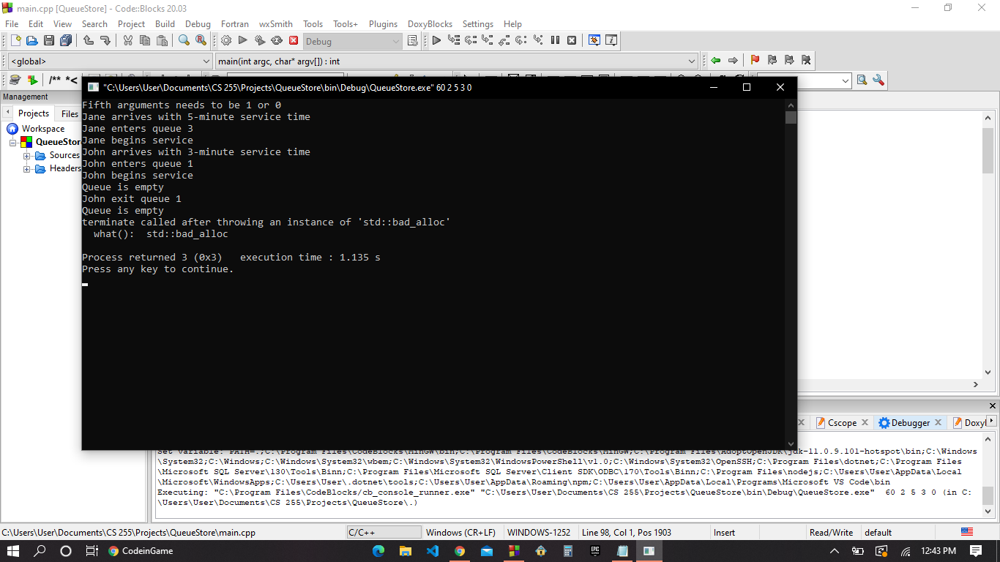 main.cpp [QueueStore] - Code::Blocks 20.03
File Edit View Search Project Build Debug Fortran wxSmith Tools Tools+ Plugins DoxyBlocks Settings Help
Debug
<global> main(int argc, char* argv[]) : int
/** *<
Management
Projects Files
Workspace
QueueStore
Sources
Headers
"C:\Users\User\Documents\CS 255\Projects\QueueStore\bin\Debug\QueueStore.exe" 60 2 5 3 0
Fifth arguments needs to be 1 or 0
Jane arrives with 5-minute service time
Jane enters queue 3
Jane begins service
John arrives with 3-minute service time
John enters queue 1
John begins service
Queue is empty
John exit queue 1
Queue is empty
terminate called after throwing an instance of 'std::bad_alloc'
what():  std::bad_alloc
Process returned 3 (0x3)   execution time : 1.135 s
Press any key to continue.
Cscope Debugger Doxyl
Set variable: PATH=.;C:\Program Files\CodeBlocks\MinGW\bin;C:\Program Files\CodeBlocks\MinGW;C:\Program Files\AdoptOpenJDK\jdk-11.0.9.101-hotspot\bin;C:\Windows
\System32;C:\Windows;C:\Windows\System32\wbem;C:\Windows\System32\WindowsPowerShell\v1.0;C:\Windows\System32\OpenSSH;C:\Program Files\dotnet;C:\Program Files
\Microsoft SQL Server\130\Tools\Binn;C:\Program Files\Microsoft SQL Server\Client SDK\ODBC\170\Tools\Binn;C:\Program Files\nodejs;C:\Users\User\AppData\Local
\Microsoft\WindowsApps;C:\Users\User\.dotnet\tools;C:\Users\User\AppData\Roaming\npm;C:\Users\User\AppData\Local\Programs\Microsoft VS Code\bin
Executing: "C:\Program Files\CodeBlocks/cb_console_runner.exe" "C:\Users\User\Documents\CS 255\Projects\QueueStore\bin\Debug\QueueStore.exe"  60 2 5 3 0 (in C:
\Users\User\Documents\CS 255\Projects\QueueStore\.)
C:\Users\User\Documents\CS 255\Projects\QueueStore\main.cpp C/C++ Windows (CR+LF) WINDOWS-1252 Line 98, Col 1, Pos 1903 Insert Read/Write default
CodeinGame EPIC 12:43 PM